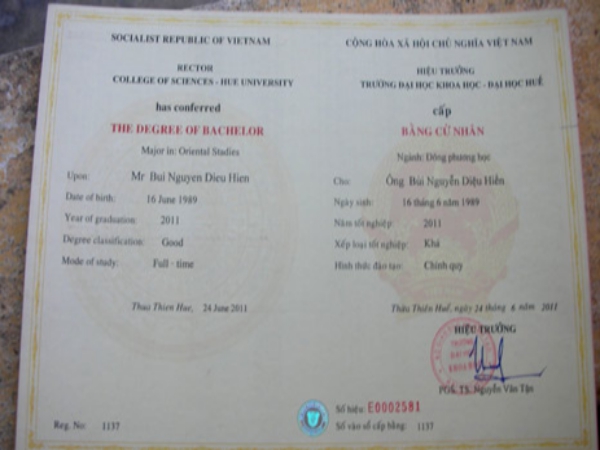 SOCIALIST REPUBLIC OF VIETNAM
RECTOR
COLLEGE OF SCIENCES - HUE UNIVERSITY
has conferred
THE DEGREE OF BACHELOR
Major in: Oriental Studies
Upon: Mr Bui Nguyen Dieu Hien
Date of birth: 16 June 1989
Year of graduation: 2011
Degree classification: Good
Mode of study: Full - time
Thua Thien Hue, 24 June 2011
Reg. No: 1137
CỘNG HÒA XÃ HỘI CHỦ NGHĨA VIỆT NAM
HIỆU TRƯỞNG
TRƯỜNG ĐẠI HỌC KHOA HỌC - ĐẠI HỌC HUẾ
cấp
BẰNG CỬ NHÂN
Ngành: Đông phương học
Cho: Ông Bùi Nguyễn Diệu Hiền
Ngày sinh: 16 tháng 6 năm 1989
Năm tốt nghiệp: 2011
Xếp loại tốt nghiệp: Khá
Hình thức đào tạo: Chính quy
Thừa Thiên Huế, ngày 24 tháng 6 năm 2011
HIỆU TRƯỞNG
PGS. TS. Nguyễn Văn Tận
Số hiệu: E0002581
Số vào sổ cấp bằng: 1137